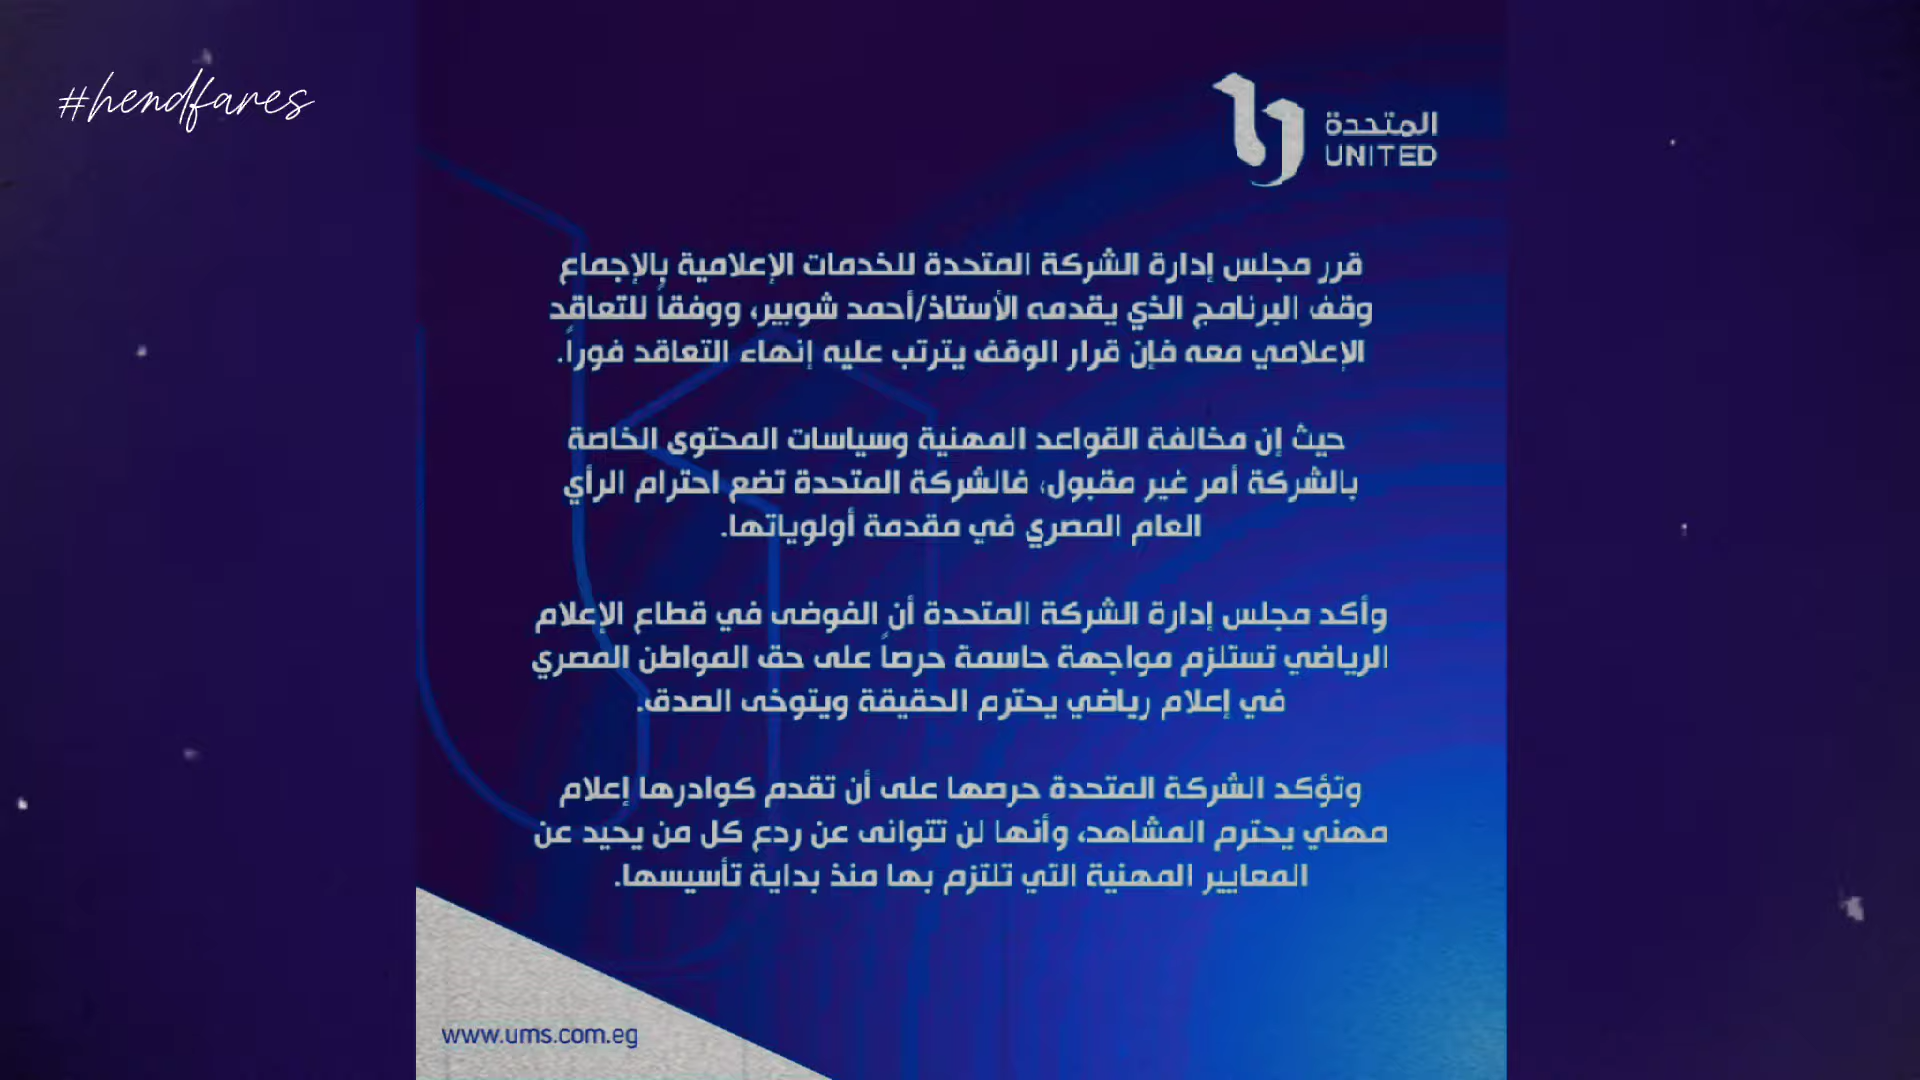 #hendfares
المتحدة
UNITED
قرر مجلس إدارة الشركة المتحدة للخدمات الإعلامية بالإجماع
وقف البرنامج الذي يقدمه الأستاذ/أحمد شوبير، ووفقاً للتعاقد
الإعلامي معه فإن قرار الوقف يترتب عليه إنهاء التعاقد فوراً.
حيث إن مخالفة القواعد المهنية وسياسات المحتوى الخاصة
بالشركة أمر غير مقبول، فالشركة المتحدة تضع احترام الرأي
العام المصري في مقدمة أولوياتها.
وأكد مجلس إدارة الشركة المتحدة أن الفوضى في قطاع الإعلام
الرياضي تستلزم مواجهة حاسمة حرصاً على حق المواطن المصري
في إعلام رياضي يحترم الحقيقة ويتوخى الصدق.
وتؤكد الشركة المتحدة حرصها على أن تقدم كوادرها إعلام
مهني يحترم المشاهد، وأنها لن تتوانى عن ردع كل من يحيد عن
المعايير المهنية التي تلتزم بها منذ بداية تأسيسها.
www.ums.com.eg